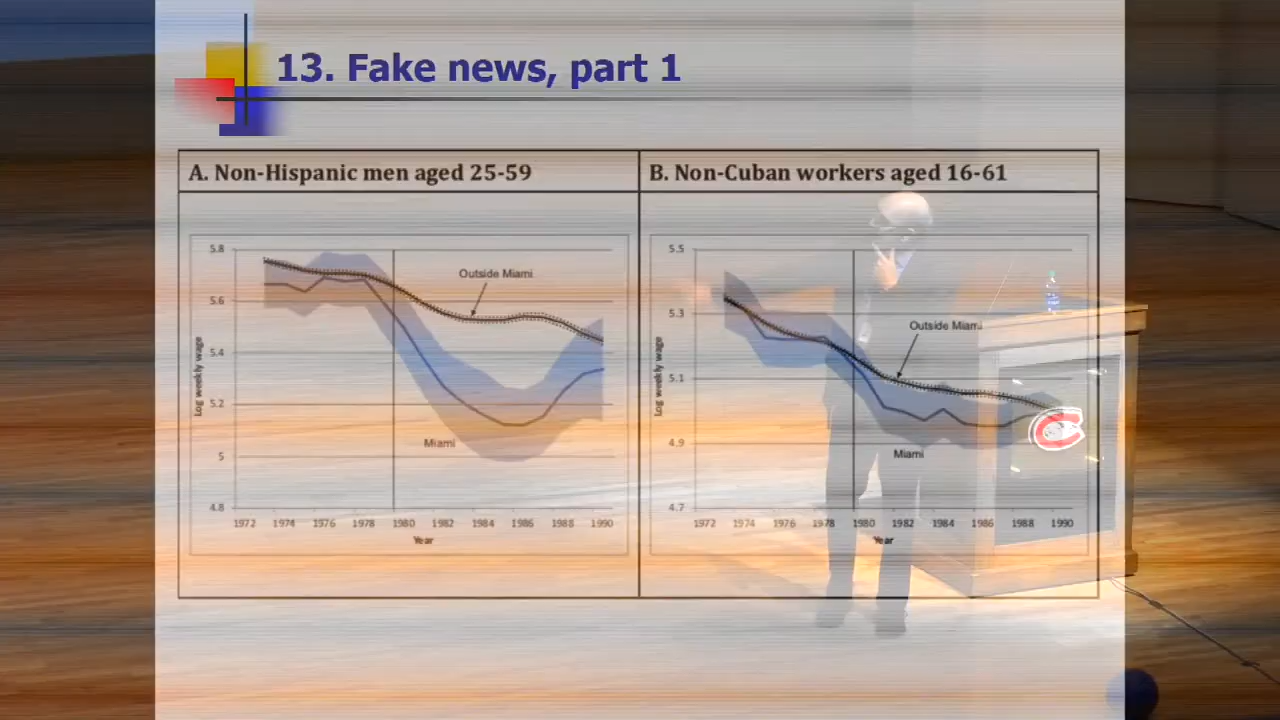 13. Fake news, part 1
A. Non-Hispanic men aged 25-59
5.8
5.6
5.4
5.2
5
4.8
Log weekly wage
Outside Miami
Miami
1972 1974 1976 1978 1980 1982 1984 1986 1988 1990
Year
B. Non-Cuban workers aged 16-61
5.5
5.3
5.1
4.9
4.7
Log weekly wage
Outside Miami
Miami
1972 1974 1976 1978 1980 1982 1984 1986 1988 1990
Year
C